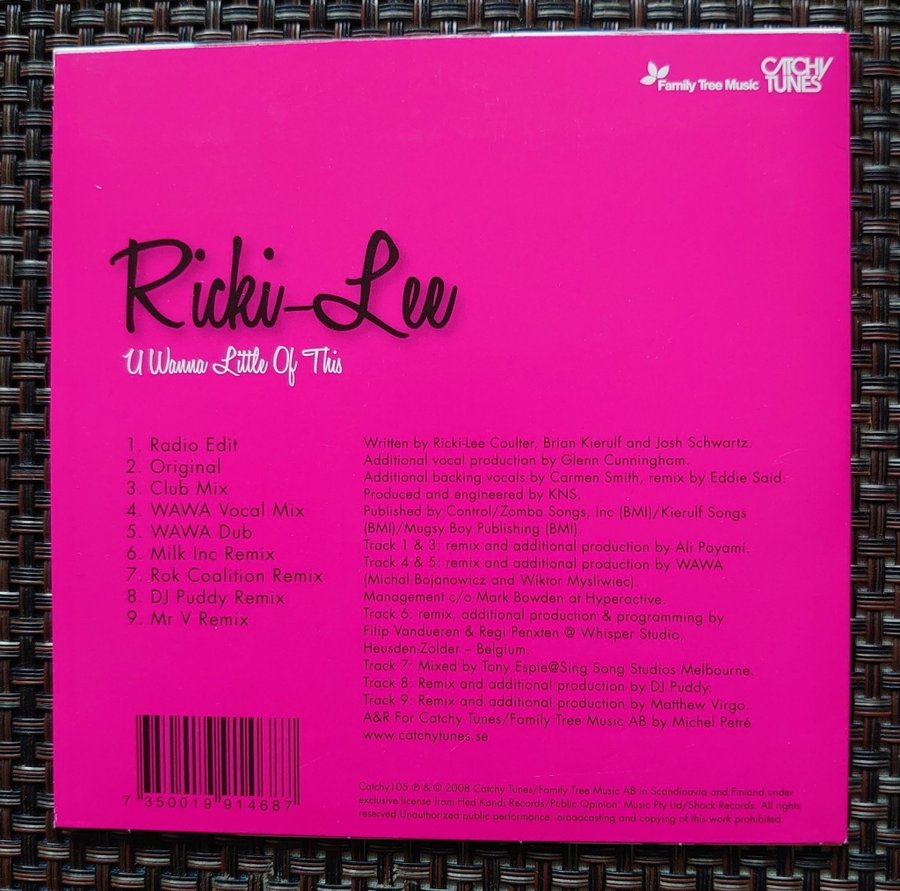 Family Tree Music
CATCHY
TUNES
Ricki-Lee
U Wanna Little Of This
1. Radio Edit
2. Original
3. Club Mix
4. WAWA Vocal Mix
5. WAWA Dub
6. Milk Inc Remix
7. Rok Coalition Remix
8. DJ Puddy Remix
9. Mr V Remix
Written by Ricki-Lee Coulter, Brian Kierulf and Josh Schwartz.
Additional vocal production by Glenn Cunningham.
Additional backing vocals by Carmen Smith, remix by Eddie Said.
Produced and engineered by KNS.
Published by Control/Zomba Songs, Inc (BMI)/Kierulf Songs
(BMI)/Mugsy Boy Publishing (BMI).
Track 1 & 3: remix and additional production by Ali Payami.
Track 4 & 5: remix and additional production by WAWA
(Michal Bojanowicz and Wiktor Mysliwiec).
Management c/o Mark Bowden at Hyperactive.
Track 6: remix, additional production & programming by
Filip Vandueren & Regi Penxten @ Whisper Studio,
Heusden-Zolder – Belgium.
Track 7: Mixed by Tony Espie@Sing Song Studios Melbourne.
Track 8: Remix and additional production by DJ Puddy.
Track 9: Remix and additional production by Matthew Virgo.
A&R For Catchy Tunes/Family Tree Music AB by Michel Petré
www.catchytunes.se
7 350019 914687
Catchy105 ℗ & © 2008 Catchy Tunes/Family Tree Music AB in Scandinavia and Finland under
exclusive license from Hed Kandi Records/Public Opinion: Music Pty Ltd/Shock Records. All rights
reserved.Unauthorized public performance, broadcasting and copying of this work prohibited.